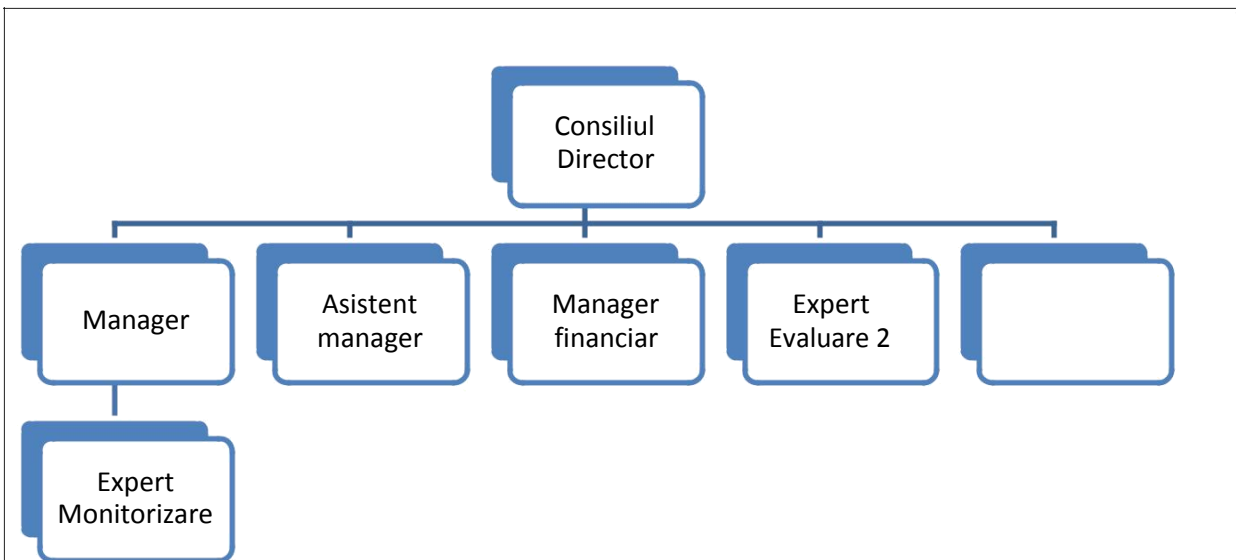 Consiliul
Director
Manager
Asistent
manager
Manager
financiar
Expert
Evaluare 2
Expert
Monitorizare